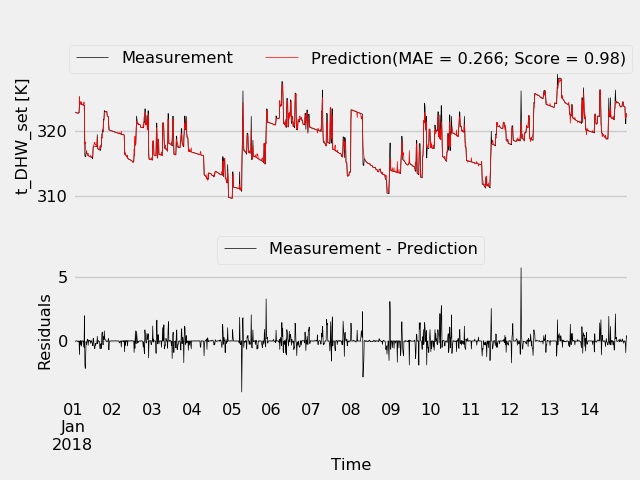 Measurement
Prediction(MAE = 0.266; Score = 0.98)
t_DHW_set [K]
320
310
Measurement - Prediction
Residuals
5
0
01 02 03 04 05 06 07 08 09 10 11 12 13 14
Jan
2018
Time